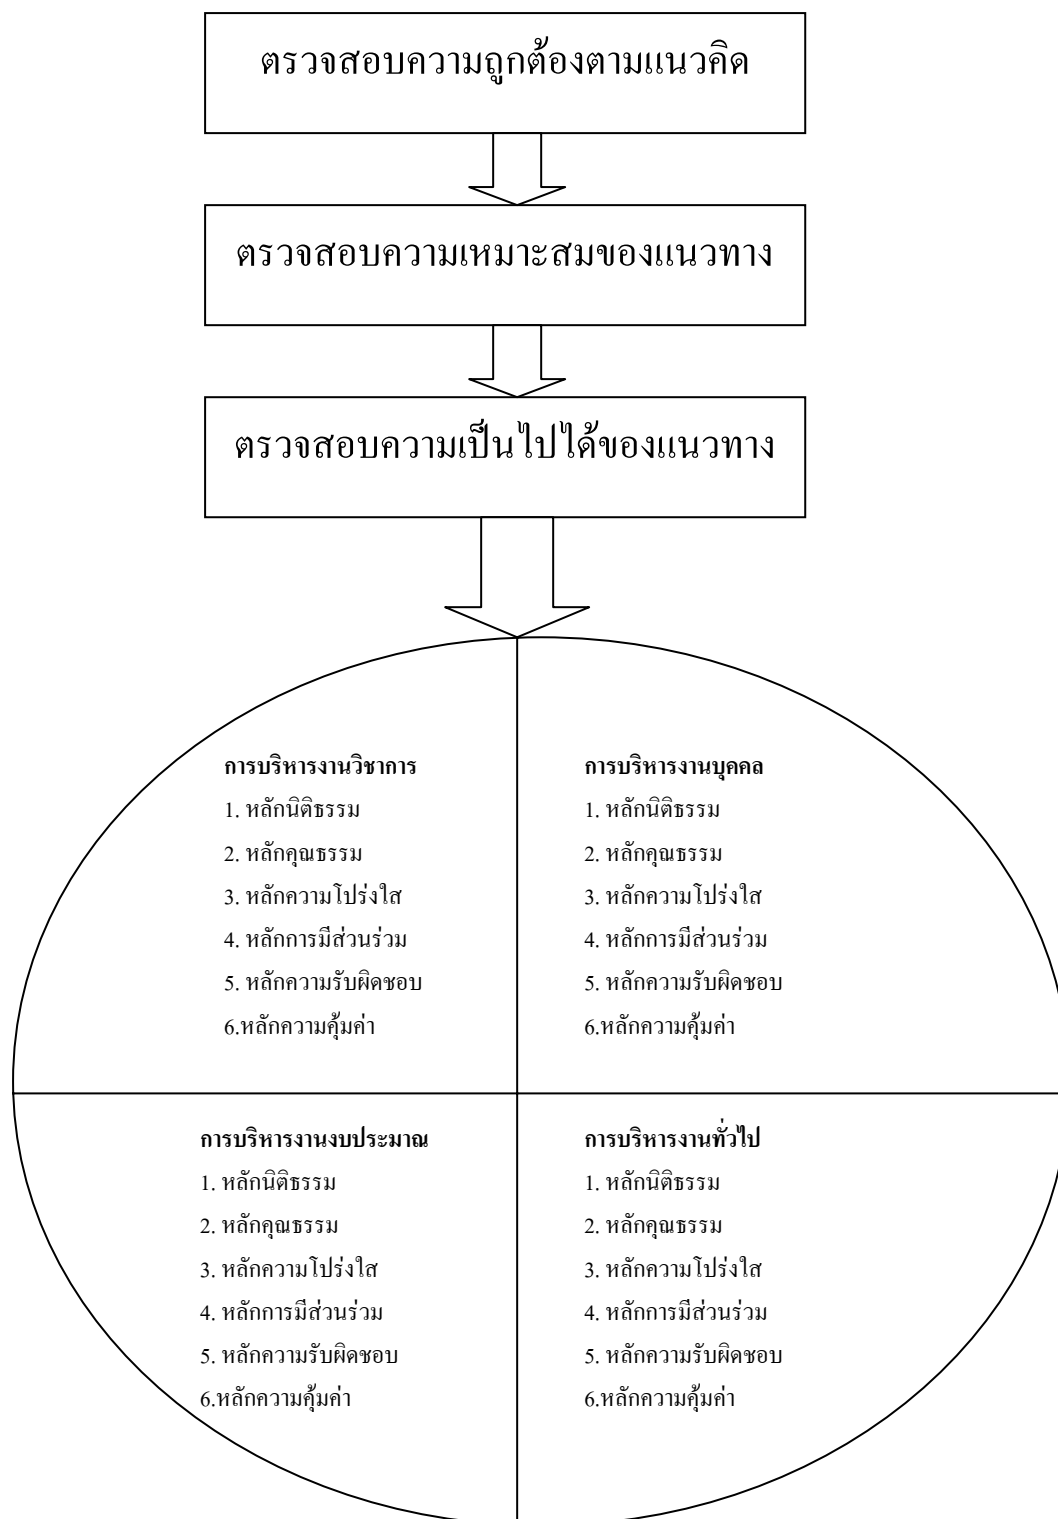 ตรวจสอบความถูกต้องตามแนวคิด
ตรวจสอบความเหมาะสมของแนวทาง
ตรวจสอบความเป็นไปได้ของแนวทาง
การบริหารงานวิชาการ
1. หลักนิติธรรม
2. หลักคุณธรรม
3. หลักความโปร่งใส
4. หลักการมีส่วนร่วม
5. หลักความรับผิดชอบ
6.หลักความคุ้มค่า
การบริหารงานบุคคล
1. หลักนิติธรรม
2. หลักคุณธรรม
3. หลักความโปร่งใส
4. หลักการมีส่วนร่วม
5. หลักความรับผิดชอบ
6.หลักความคุ้มค่า
การบริหารงานงบประมาณ
1. หลักนิติธรรม
2. หลักคุณธรรม
3. หลักความโปร่งใส
4. หลักการมีส่วนร่วม
5. หลักความรับผิดชอบ
6.หลักความคุ้มค่า
การบริหารงานทั่วไป
1. หลักนิติธรรม
2. หลักคุณธรรม
3. หลักความโปร่งใส
4. หลักการมีส่วนร่วม
5. หลักความรับผิดชอบ
6.หลักความคุ้มค่า